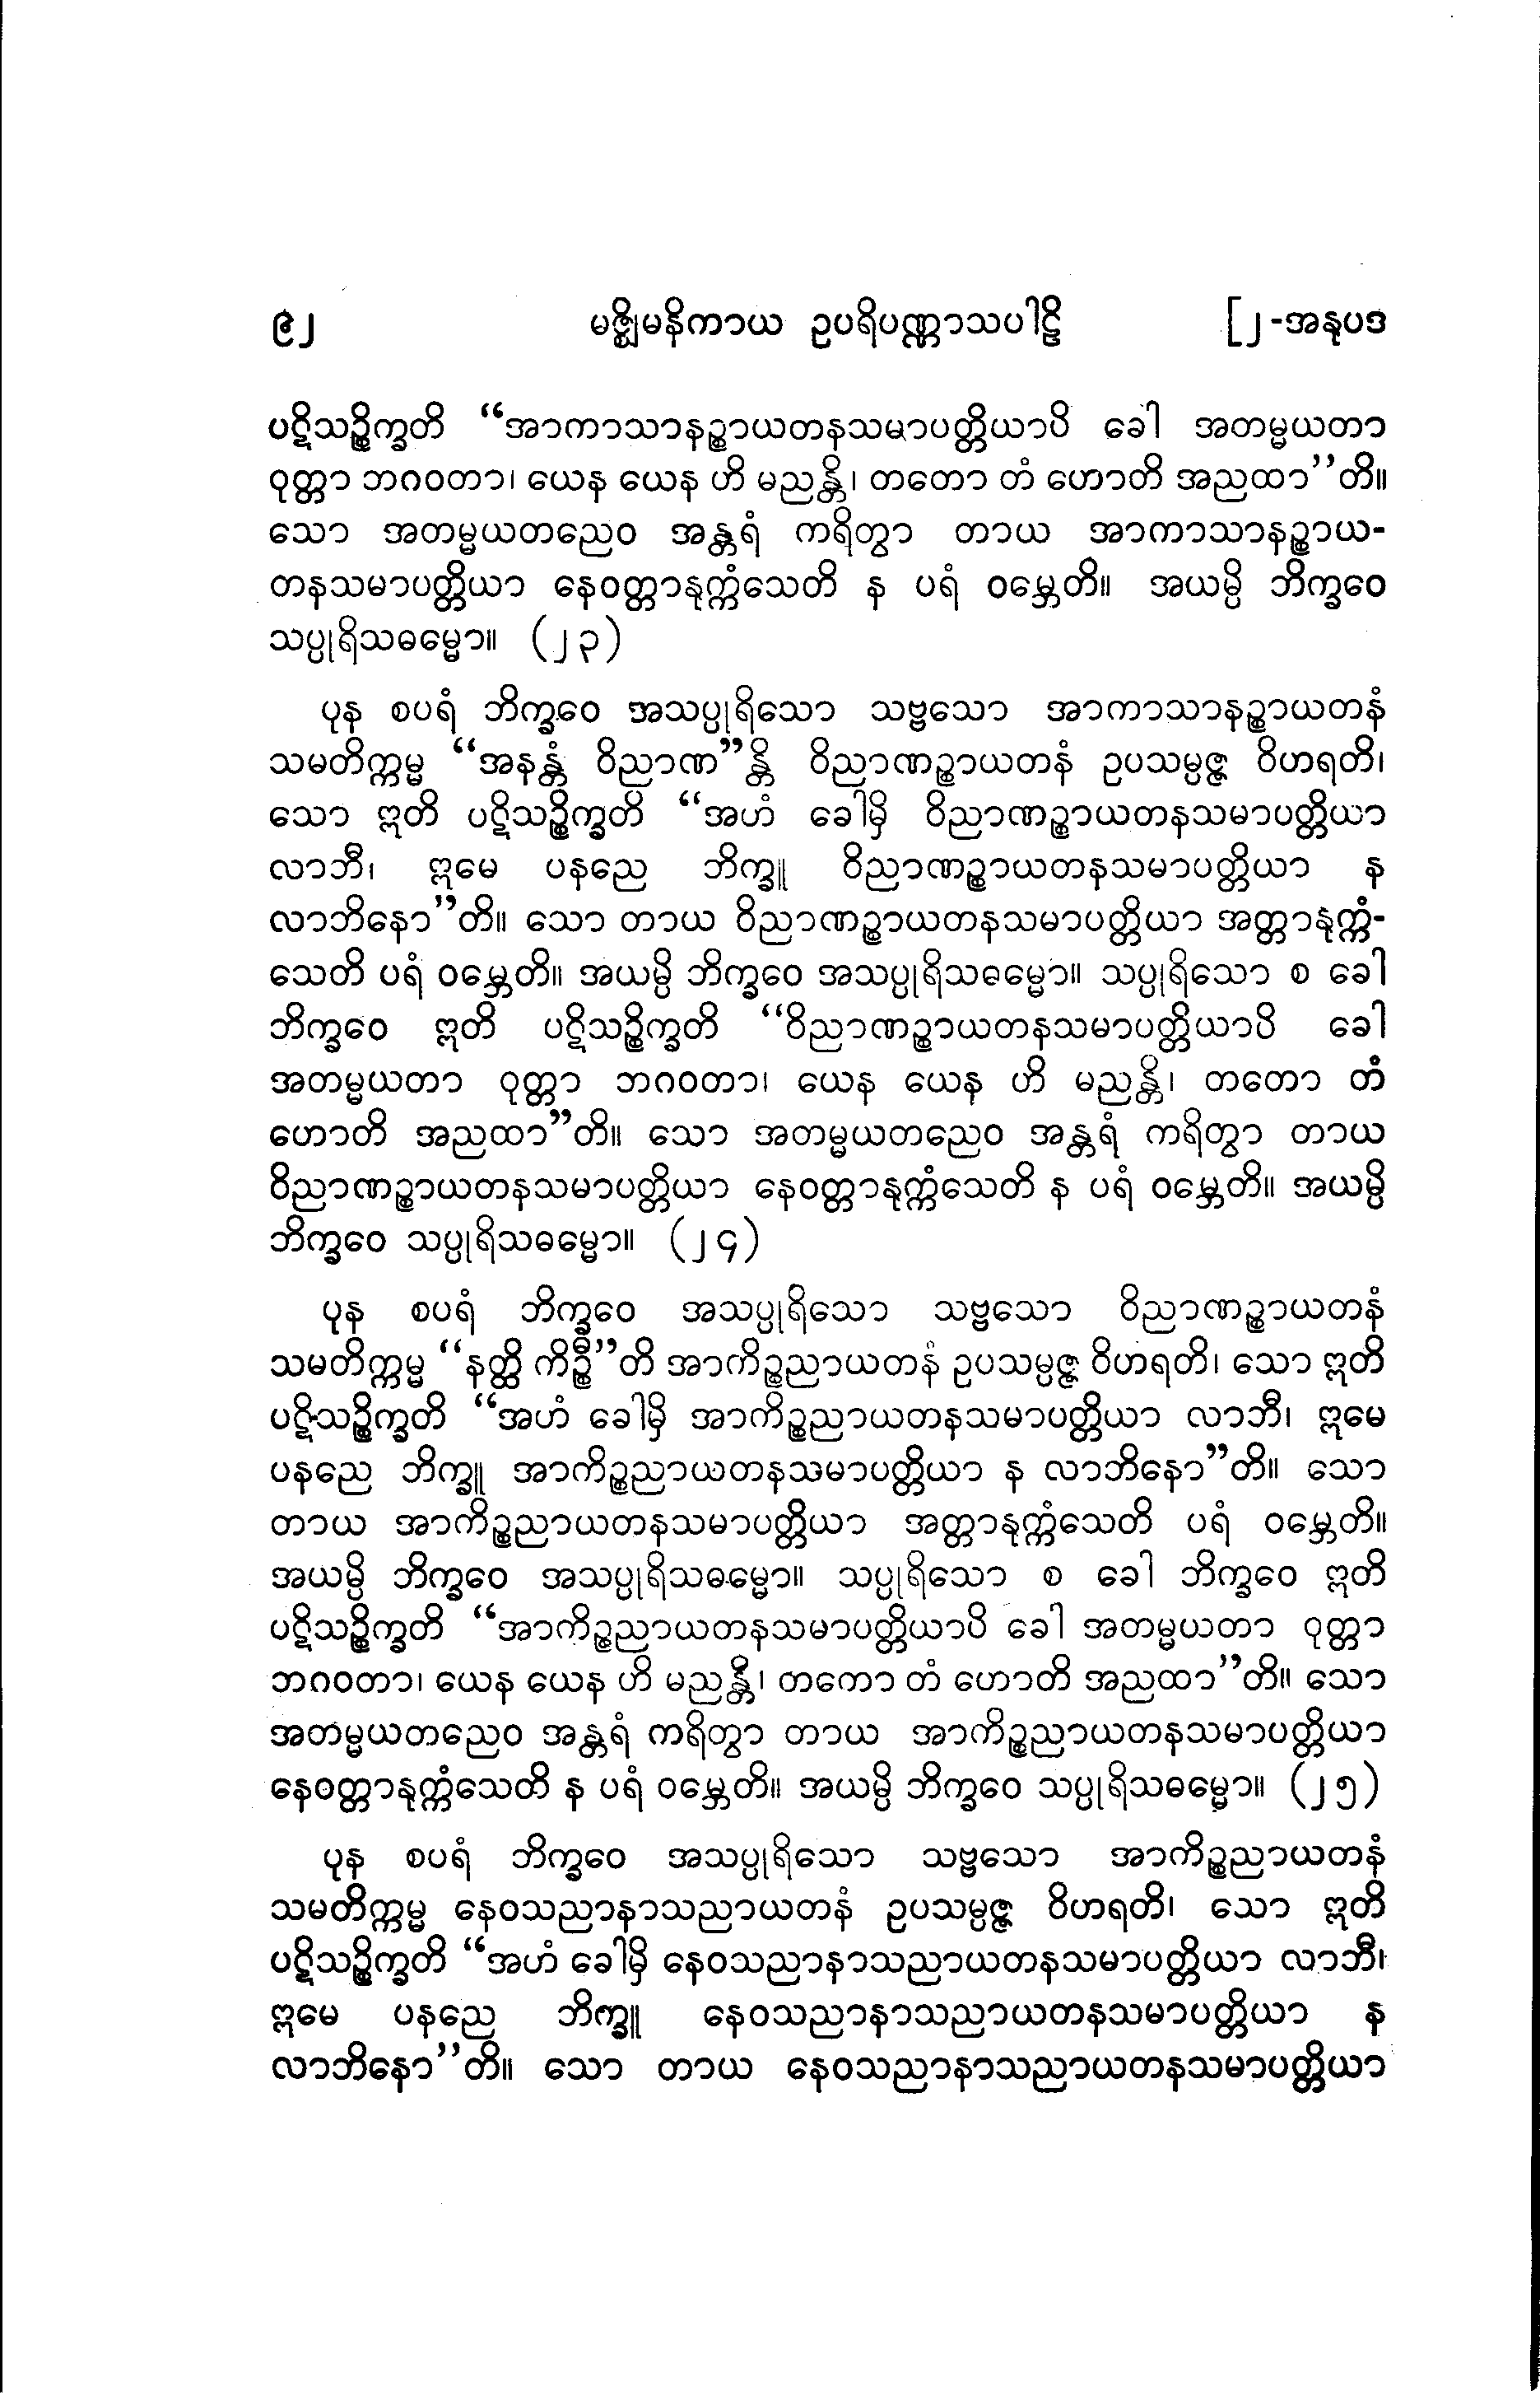 ၉၂ မဇ္ဈိမနိကာယ ဥပရိပဏ္ဏာသပါဠိ [၂-အနုပဒ
ပဋိသဉ္စိက္ခတိ “အာကာသာနဉ္စာယတနသမာပတ္တိယာပိ ခေါ အတမ္မယတာ
ဝုတ္တာ ဘဂဝတာ၊ ယေန ယေန ဟိ မညန္တိ၊ တတော တံ ဟောတိ အညထာ”တိ။
သော အတမ္မယတညေဝ အန္တရံ ကရိတွာ တာယ အာကာသာနဉ္စာယ-
တနသမာပတ္တိယာ နေဝတ္တာနုက္ကံသေတိ န ပရံ ဝမ္ဘေတိ။ အယမ္ပိ ဘိက္ခဝေ
သပ္ပုရိသဓမ္မော။ (၂၃)
ပုန စပရံ ဘိက္ခဝေ အသပ္ပုရိသော သဗ္ဗသော အာကာသာနဉ္စာယတနံ
သမတိက္ကမ္မ “အနန္တံ ဝိညာဏ”န္တိ ဝိညာဏဉ္စာယတနံ ဥပသမ္ပဇ္ဇ ဝိဟရတိ၊
သော ဣတိ ပဋိသဉ္စိက္ခတိ “အဟံ ခေါမှိ ဝိညာဏဉ္စာယတနသမာပတ္တိယာ
လာဘီ၊ ဣမေ ပနညေ ဘိက္ခူ ဝိညာဏဉ္စာယတနသမာပတ္တိယာ န
လာဘိနော”တိ။ သော တာယ ဝိညာဏဉ္စာယတနသမာပတ္တိယာ အတ္တာနုက္ကံ-
သေတိ ပရံ ဝမ္ဘေတိ။ အယမ္ပိ ဘိက္ခဝေ အသပ္ပုရိသဓမ္မော။ သပ္ပုရိသော စ ခေါ
ဘိက္ခဝေ ဣတိ ပဋိသဉ္စိက္ခတိ “ဝိညာဏဉ္စာယတနသမာပတ္တိယာပိ ခေါ
အတမ္မယတာ ဝုတ္တာ ဘဂဝတာ၊ ယေန ယေန ဟိ မညန္တိ၊ တတော တံ
ဟောတိ အညထာ”တိ။ သော အတမ္မယတညေဝ အန္တရံ ကရိတွာ တာယ
ဝိညာဏဉ္စာယတနသမာပတ္တိယာ နေဝတ္တာနုက္ကံသေတိ န ပရံ ဝမ္ဘေတိ။ အယမ္ပိ
ဘိက္ခဝေ သပ္ပုရိသဓမ္မော။ (၂၄)
ပုန စပရံ ဘိက္ခဝေ အသပ္ပုရိသော သဗ္ဗသော ဝိညာဏဉ္စာယတနံ
သမတိက္ကမ္မ “နတ္ထိ ကိဉ္စီ”တိ အာကိဉ္စညာယတနံ ဥပသမ္ပဇ္ဇ ဝိဟရတိ၊ သော ဣတိ
ပဋိသဉ္စိက္ခတိ “အဟံ ခေါမှိ အာကိဉ္စညာယတနသမာပတ္တိယာ လာဘီ၊ ဣမေ
ပနညေ ဘိက္ခူ အာကိဉ္စညာယတနသမာပတ္တိယာ န လာဘိနော”တိ။ သော
တာယ အာကိဉ္စညာယတနသမာပတ္တိယာ အတ္တာနုက္ကံသေတိ ပရံ ဝမ္ဘေတိ။
အယမ္ပိ ဘိက္ခဝေ အသပ္ပုရိသဓမ္မော။ သပ္ပုရိသော စ ခေါ ဘိက္ခဝေ ဣတိ
ပဋိသဉ္စိက္ခတိ “အာကိဉ္စညာယတနသမာပတ္တိယာပိ ခေါ အတမ္မယတာ ဝုတ္တာ
ဘဂဝတာ၊ ယေန ယေန ဟိ မညန္တိ၊ တကော တံ ဟောတိ အညထာ”တိ။ သော
အတမ္မယတညေဝ အန္တရံ ကရိတွာ တာယ အာကိဉ္စညာယတနသမာပတ္တိယာ
နေဝတ္တာနုက္ကံသေတိ န ပရံ ဝမ္ဘေတိ။ အယမ္ပိ ဘိက္ခဝေ သပ္ပုရိသဓမ္မော။ (၂၅)
ပုန စပရံ ဘိက္ခဝေ အသပ္ပုရိသော သဗ္ဗသော အာကိဉ္စညာယတနံ
သမတိက္ကမ္မ နေဝသညာနာသညာယတနံ ဥပသမ္ပဇ္ဇ ဝိဟရတိ၊ သော ဣတိ
ပဋိသဉ္စိက္ခတိ “အဟံ ခေါမှိ နေဝသညာနာသညာယတနသမာပတ္တိယာ လာဘီ၊
ဣမေ ပနညေ ဘိက္ခူ နေဝသညာနာသညာယတနသမာပတ္တိယာ န
လာဘိနော”တိ။ သော တာယ နေဝသညာနာသညာယတနသမာပတ္တိယာ